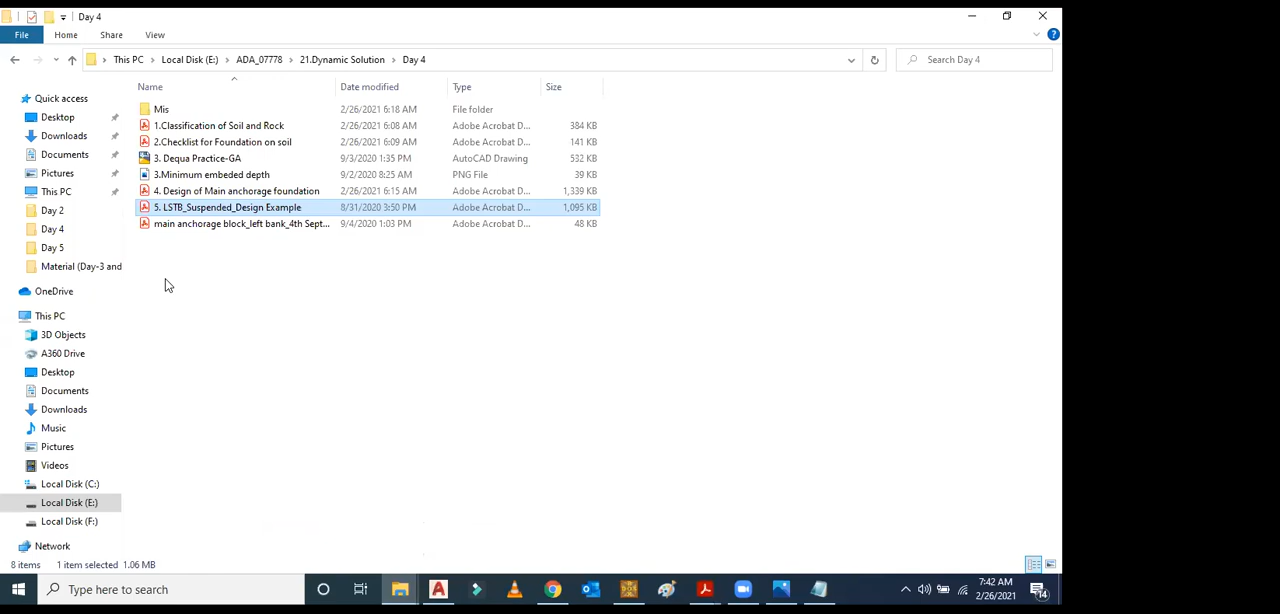 Day 4
File Home Share View
This PC Local Disk (E:) ADA_07778 21.Dynamic Solution Day 4
Search Day 4
Name Date modified Type Size
Quick access
Desktop
Downloads
Documents
Pictures
This PC
Day 2
Day 4
Day 5
Material (Day-3 and
OneDrive
This PC
3D Objects
A360 Drive
Desktop
Documents
Downloads
Music
Pictures
Videos
Local Disk (C:)
Local Disk (E:)
Local Disk (F:)
Network
Mis 2/26/2021 6:18 AM File folder
1.Classification of Soil and Rock 2/26/2021 6:08 AM Adobe Acrobat D... 384 KB
2.Checklist for Foundation on soil 2/26/2021 6:09 AM Adobe Acrobat D... 141 KB
3. Dequa Practice-GA 9/3/2020 1:35 PM AutoCAD Drawing 532 KB
3.Minimum embeded depth 9/2/2020 8:25 AM PNG File 39 KB
4. Design of Main anchorage foundation 2/26/2021 6:15 AM Adobe Acrobat D... 1,339 KB
5. LSTB_Suspended_Design Example 8/31/2020 3:50 PM Adobe Acrobat D... 1,095 KB
main anchorage block_left bank_4th Sept... 9/4/2020 1:03 PM Adobe Acrobat D... 48 KB
8 items 1 item selected 1.06 MB
Type here to search
7:42 AM
2/26/2021
14